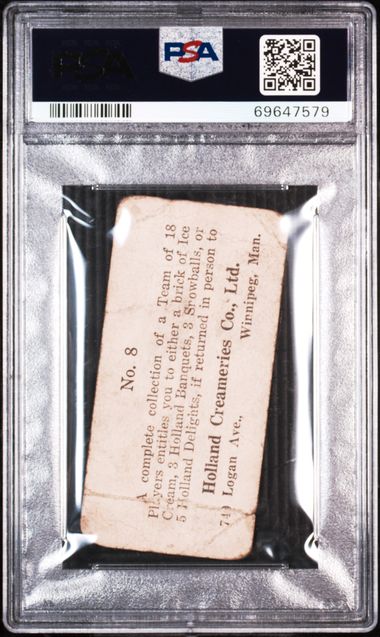 PSA
PSA
69647579
No. 8
A complete collection of a Team of 18
Players entitles you to either a brick of Ice
Cream, 3 Holland Banquets, 3 Snowballs, or
5 Holland Delights, if returned in person to
Holland Creameries Co., Ltd.
740 Logan Ave., Winnipeg, Man.